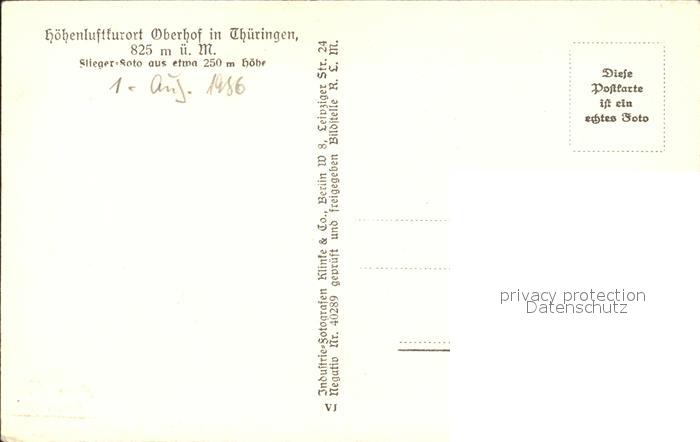 Höhenluftkurort Oberhof in Thüringen,
825 m ü. M.
Flieger-Foto aus etwa 250 m Höhe
1. Aug. 1936
Industrie-Fotografen Klinke & Co., Berlin W 8, Leipziger Str. 24
Negativ Nr. 40289 geprüft und freigegeben Bildstelle R. L. M.
VJ
Diese
Postkarte
ist ein
echtes Foto
privacy protection
Datenschutz